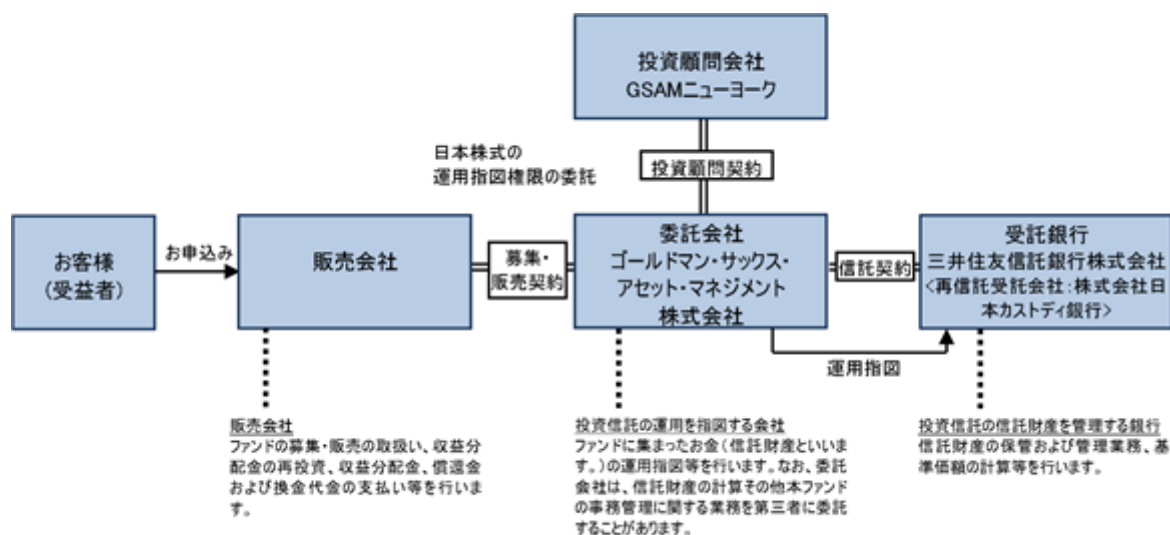 投資顧問会社
GSAMニューヨーク
日本株式の
運用指図権限の委託
投資顧問契約
お客様
(受益者)
お申込み
販売会社
募集・
販売契約
委託会社
ゴールドマン・サックス・
アセット・マネジメント
株式会社
信託契約
受託銀行
三井住友信託銀行株式会社
<再信託受託会社:株式会社日
本カストディ銀行>
運用指図
販売会社
ファンドの募集・販売の取扱い、収益分
配金の再投資、収益分配金、償還金
および換金代金の支払い等を行いま
す。
投資信託の運用を指図する会社
ファンドに集まったお金(信託財産といいま
す。)の運用指図等を行います。なお、委託
会社は、信託財産の計算その他本ファンド
の事務管理に関する業務を第三者に委託
することがあります。
投資信託の信託財産を管理する銀行
信託財産の保管および管理業務、基
準価額の計算等を行います。